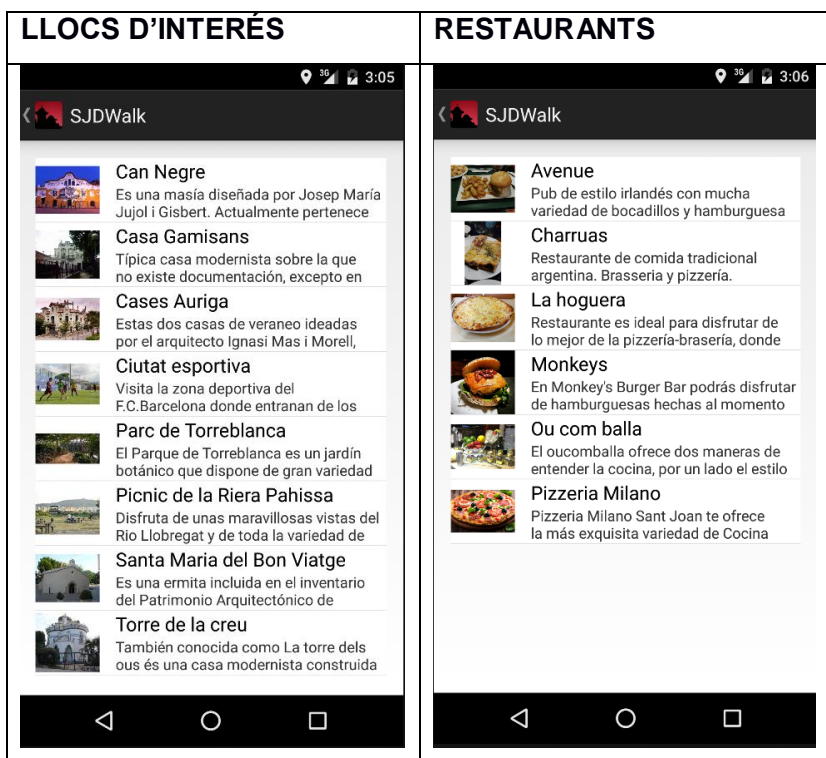 LLOCS D’INTERÉS
3G 3:05
SJDWalk
Can Negre
Es una masía diseñada por Josep María
Jujol i Gisbert. Actualmente pertenece
Casa Gamisans
Típica casa modernista sobre la que
no existe documentación, excepto en
Cases Auriga
Estas dos casas de veraneo ideadas
por el arquitecto Ignasi Mas i Morell,
Ciutat esportiva
Visita la zona deportiva del
F.C.Barcelona donde entranan de los
Parc de Torreblanca
El Parque de Torreblanca es un jardín
botánico que dispone de gran variedad
Picnic de la Riera Pahissa
Disfruta de unas maravillosas vistas del
Rio Llobregat y de toda la variedad de
Santa Maria del Bon Viatge
Es una ermita incluida en el inventario
del Patrimonio Arquitectónico de
Torre de la creu
También conocida como La torre dels
ous és una casa modernista construida
RESTAURANTS
3G 3:06
SJDWalk
Avenue
Pub de estilo irlandés con mucha
variedad de bocadillos y hamburguesa
Charruas
Restaurante de comida tradicional
argentina. Brasseria y pizzería.
La hoguera
Restaurante es ideal para disfrutar de
lo mejor de la pizzería-brasería, donde
Monkeys
En Monkey's Burger Bar podrás disfrutar
de hamburguesas hechas al momento
Ou com balla
El oucomballa ofrece dos maneras de
entender la cocina, por un lado el estilo
Pizzeria Milano
Pizzeria Milano Sant Joan te ofrece
la más exquisita variedad de Cocina